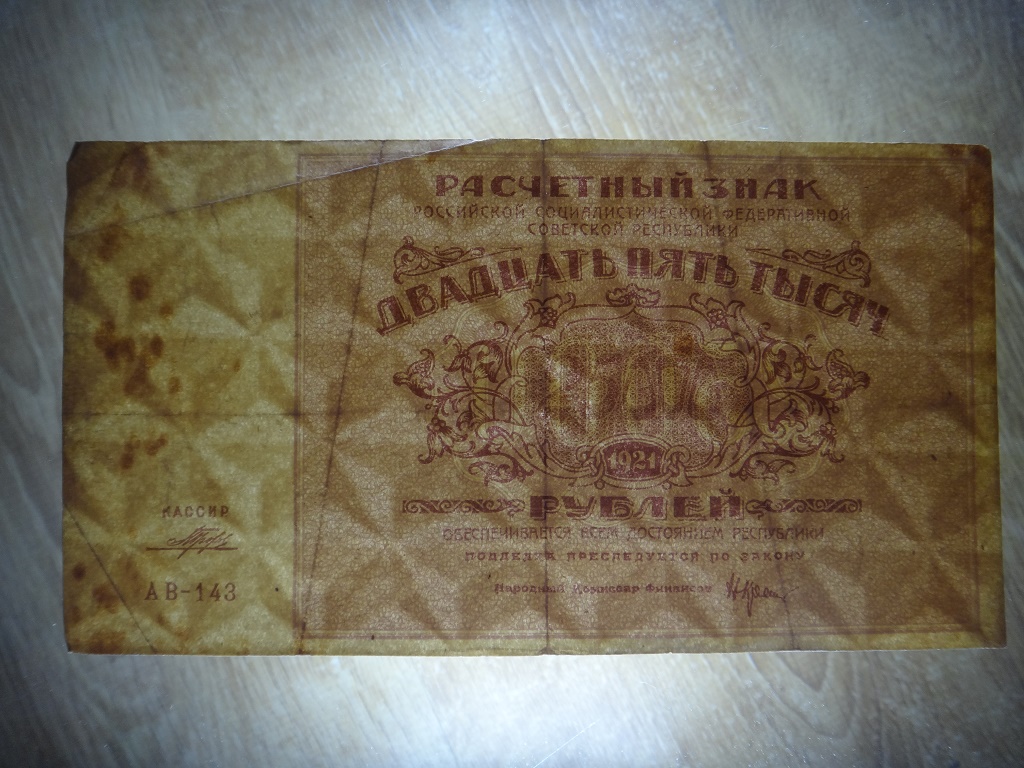 РАСЧЕТНЫЙ ЗНАК
РОССИЙСКОЙ СОЦИАЛИСТИЧЕСКОЙ ФЕДЕРАТИВНОЙ
СОВЕТСКОЙ РЕСПУБЛИКИ
ДВАДЦАТЬ ПЯТЬ ТЫСЯЧ
1921
РУБЛЕЙ
ОБЕСПЕЧИВАЕТСЯ ВСЕМ ДОСТОЯНИЕМ РЕСПУБЛИКИ
ПОДДЕЛКА ПРЕСЛЕДУЕТСЯ ПО ЗАКОНУ
Народный Комиссар Финансов
КАССИР
АВ-143